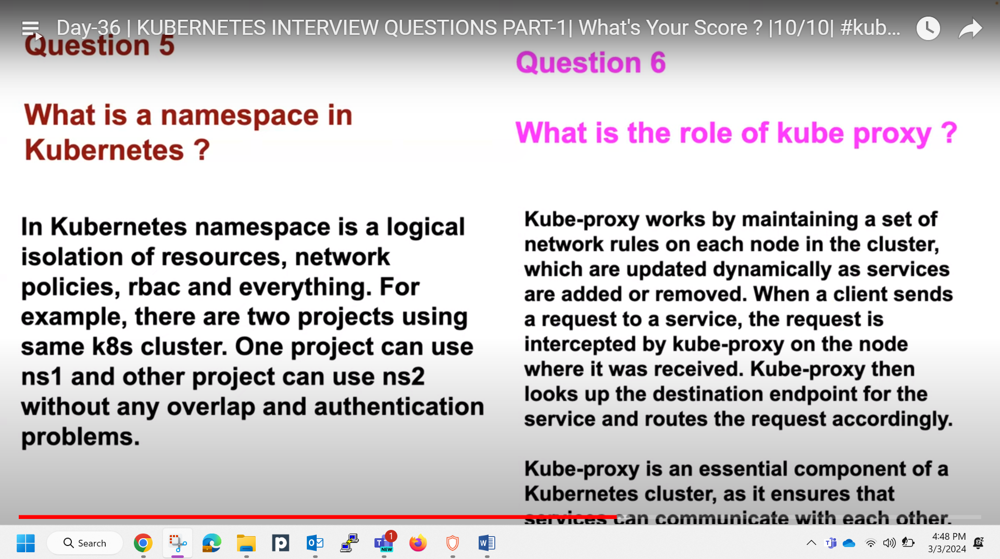 Day-36 | KUBERNETES INTERVIEW QUESTIONS PART-1| What's Your Score ? |10/10| #kub...
Question 5
What is a namespace in
Kubernetes ?
In Kubernetes namespace is a logical
isolation of resources, network
policies, rbac and everything. For
example, there are two projects using
same k8s cluster. One project can use
ns1 and other project can use ns2
without any overlap and authentication
problems.
Question 6
What is the role of kube proxy ?
Kube-proxy works by maintaining a set of
network rules on each node in the cluster,
which are updated dynamically as services
are added or removed. When a client sends
a request to a service, the request is
intercepted by kube-proxy on the node
where it was received. Kube-proxy then
looks up the destination endpoint for the
service and routes the request accordingly.
Kube-proxy is an essential component of a
Kubernetes cluster, as it ensures that
services can communicate with each other.
Search
1
NEW
4:48 PM
3/3/2024